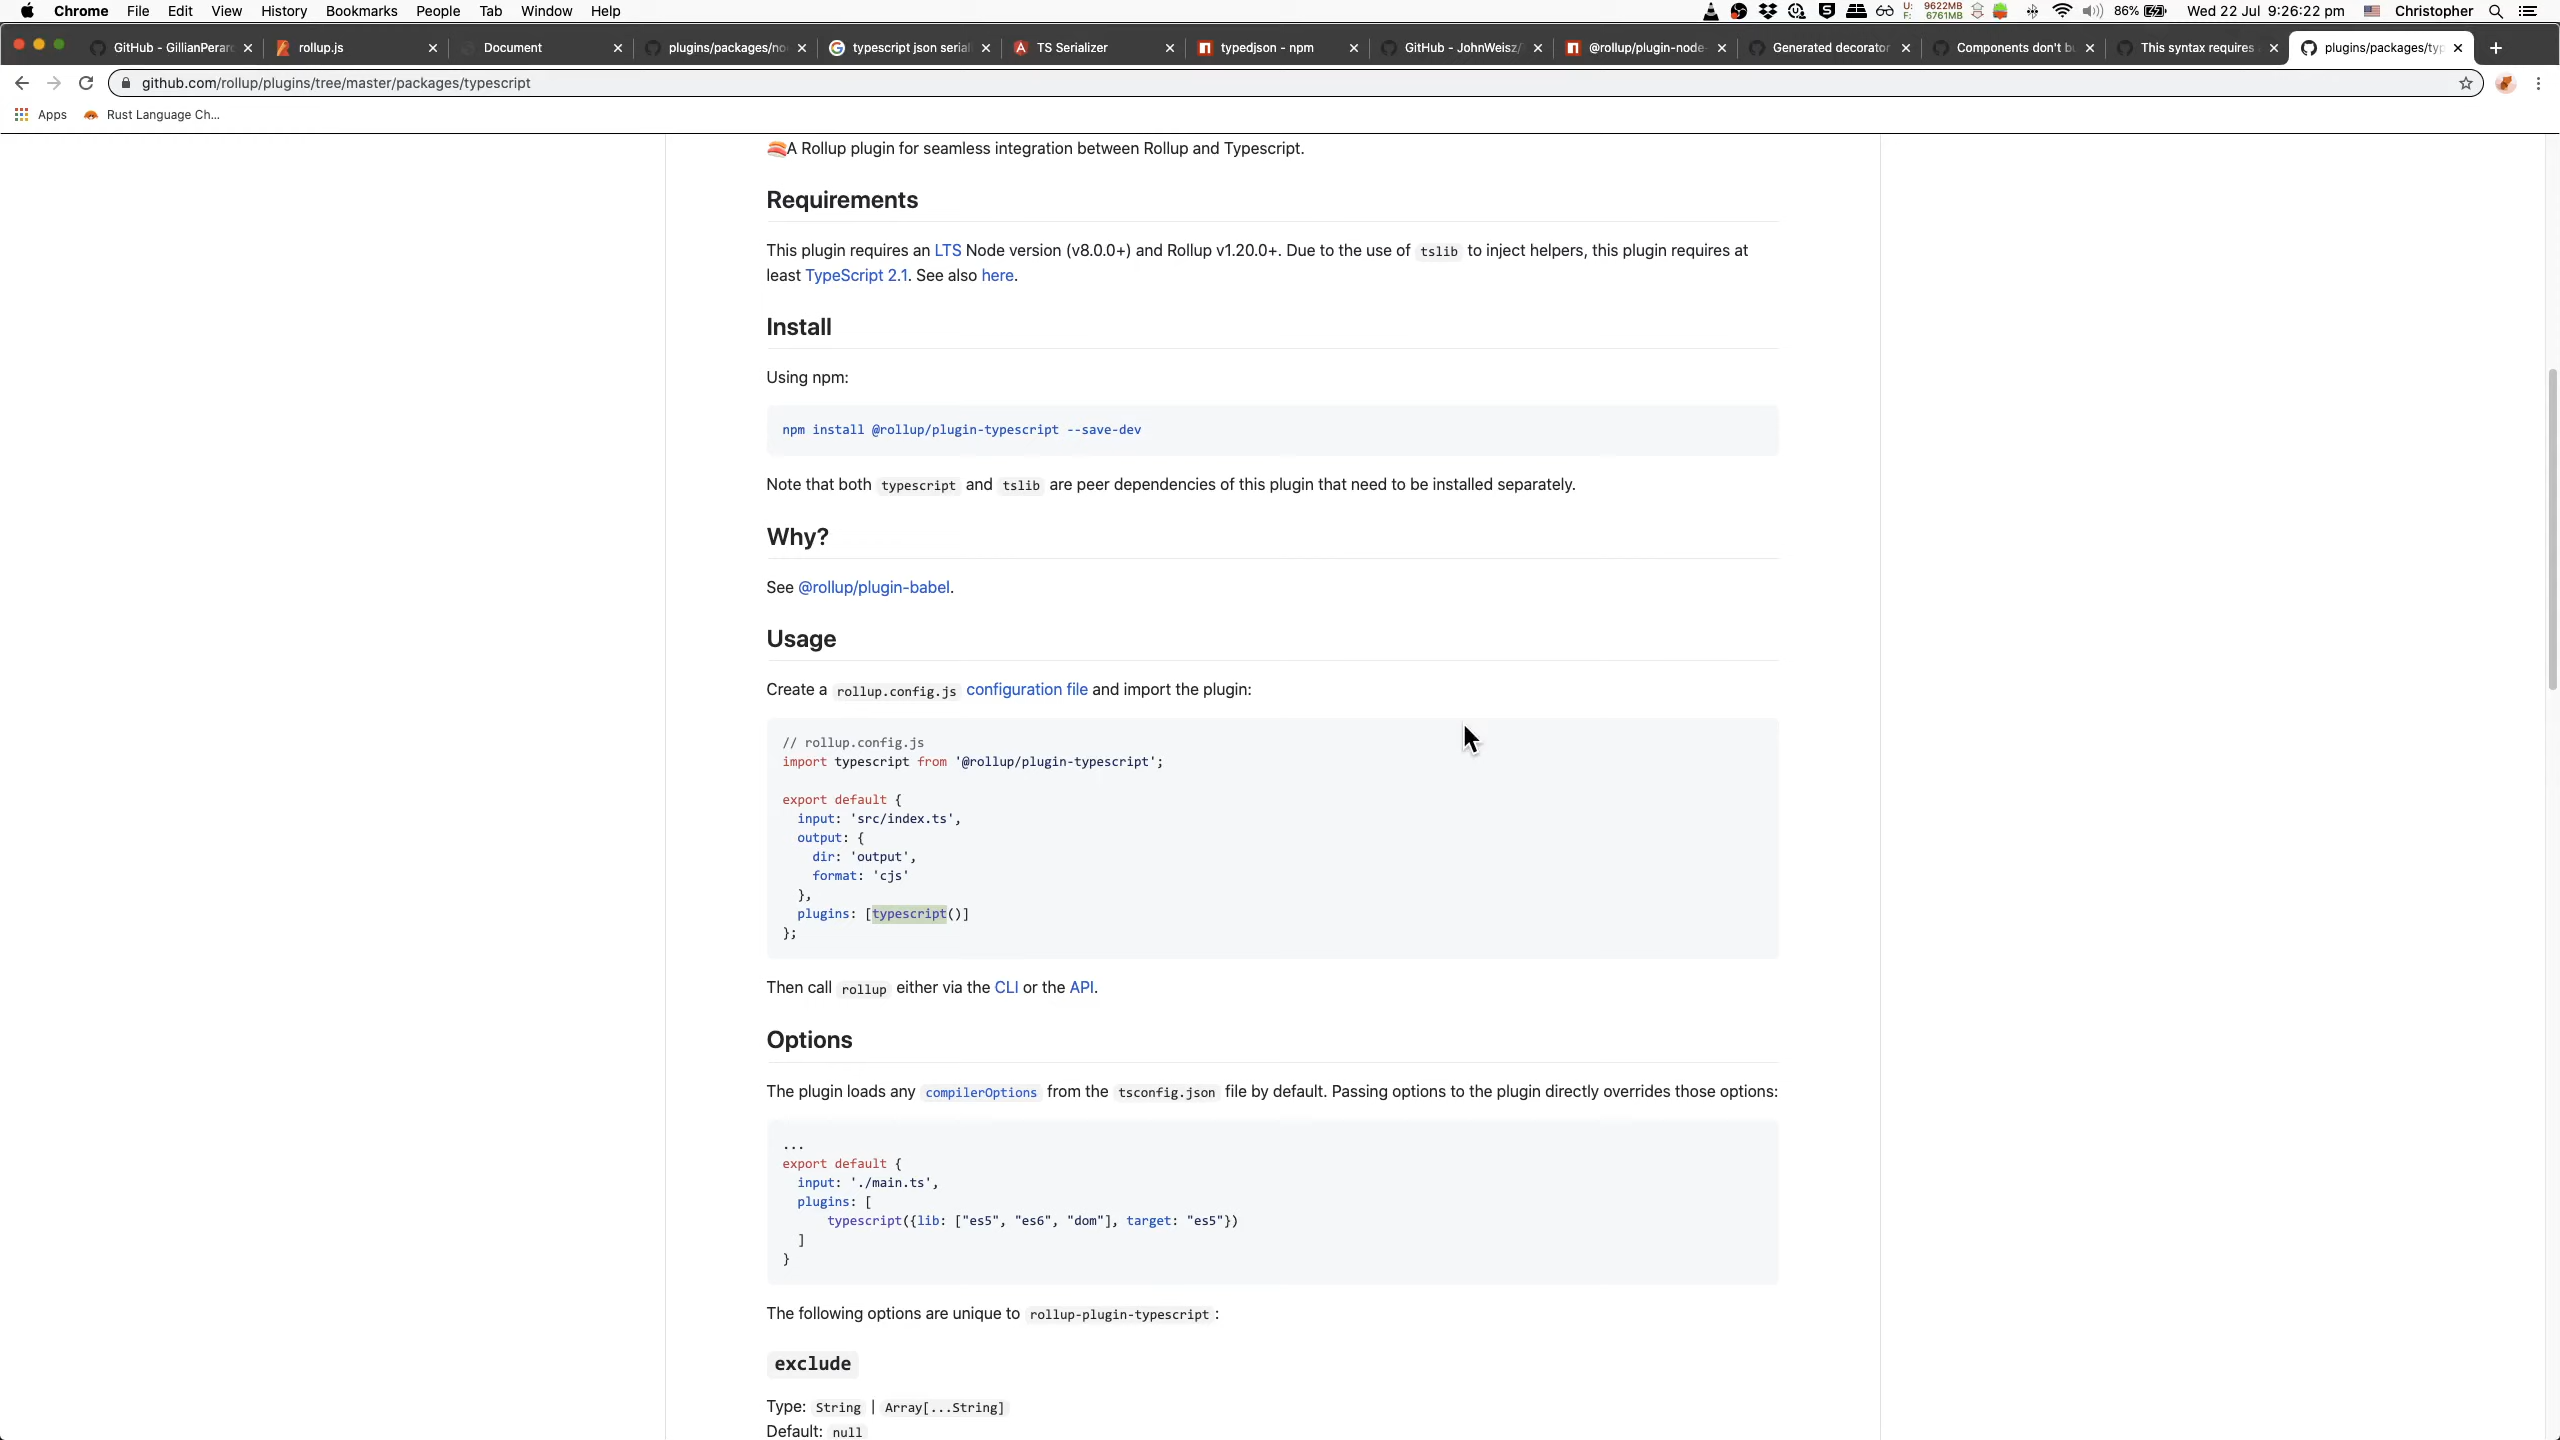 Chrome File Edit View History Bookmarks People Tab Window Help
U: 9622MB
F: 6761MB
86% Wed 22 Jul 9:26:22 pm Christopher
GitHub - GillianPerar
rollup.js
Document
plugins/packages/no
typescript json serial
TS Serializer
typedjson - npm
GitHub - JohnWeisz/
@rollup/plugin-node-
Generated decorator
Components don't bu
This syntax requires
plugins/packages/typ
github.com/rollup/plugins/tree/master/packages/typescript
Apps Rust Language Ch...
A Rollup plugin for seamless integration between Rollup and Typescript.
Requirements
This plugin requires an LTS Node version (v8.0.0+) and Rollup v1.20.0+. Due to the use of tslib to inject helpers, this plugin requires at
least TypeScript 2.1. See also here.
Install
Using npm:
npm install @rollup/plugin-typescript --save-dev
Note that both typescript and tslib are peer dependencies of this plugin that need to be installed separately.
Why?
See @rollup/plugin-babel.
Usage
Create a rollup.config.js configuration file and import the plugin:
// rollup.config.js
import typescript from '@rollup/plugin-typescript';
export default {
input: 'src/index.ts',
output: {
dir: 'output',
format: 'cjs'
},
plugins: [typescript()]
};
Then call rollup either via the CLI or the API.
Options
The plugin loads any compilerOptions from the tsconfig.json file by default. Passing options to the plugin directly overrides those options:
...
export default {
input: './main.ts',
plugins: [
typescript({lib: ["es5", "es6", "dom"], target: "es5"})
]
}
The following options are unique to rollup-plugin-typescript :
exclude
Type: String | Array[...String]
Default: null